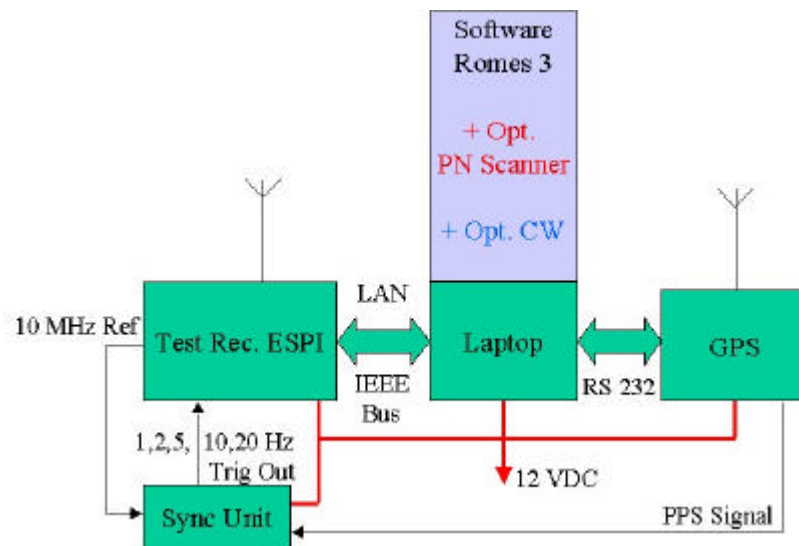 Software
Romes 3
+ Opt.
PN Scanner
+ Opt. CW
10 MHz Ref
Test Rec. ESPI
LAN
IEEE
Bus
Laptop
RS 232
GPS
1,2,5, 10,20 Hz
Trig Out
12 VDC
Sync Unit
PPS Signal